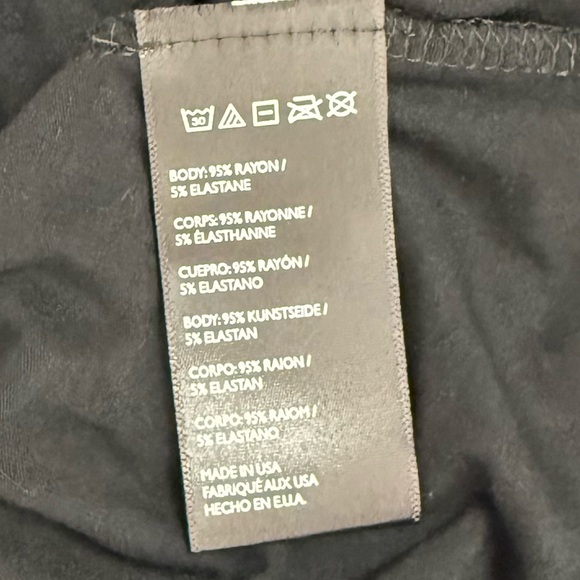 30
BODY: 95% RAYON /
5% ELASTANE
CORPS: 95% RAYONNE /
5% ÉLASTHANNE
CUEPRO: 95% RAYÓN /
5% ELASTANO
BODY: 95% KUNSTSEIDE /
5% ELASTAN
CORPO: 95% RAION /
5% ELASTAN
CORPO: 95% RAIOM /
5% ELASTANO
MADE IN USA
FABRIQUÉ AUX USA
HECHO EN E.U.A.